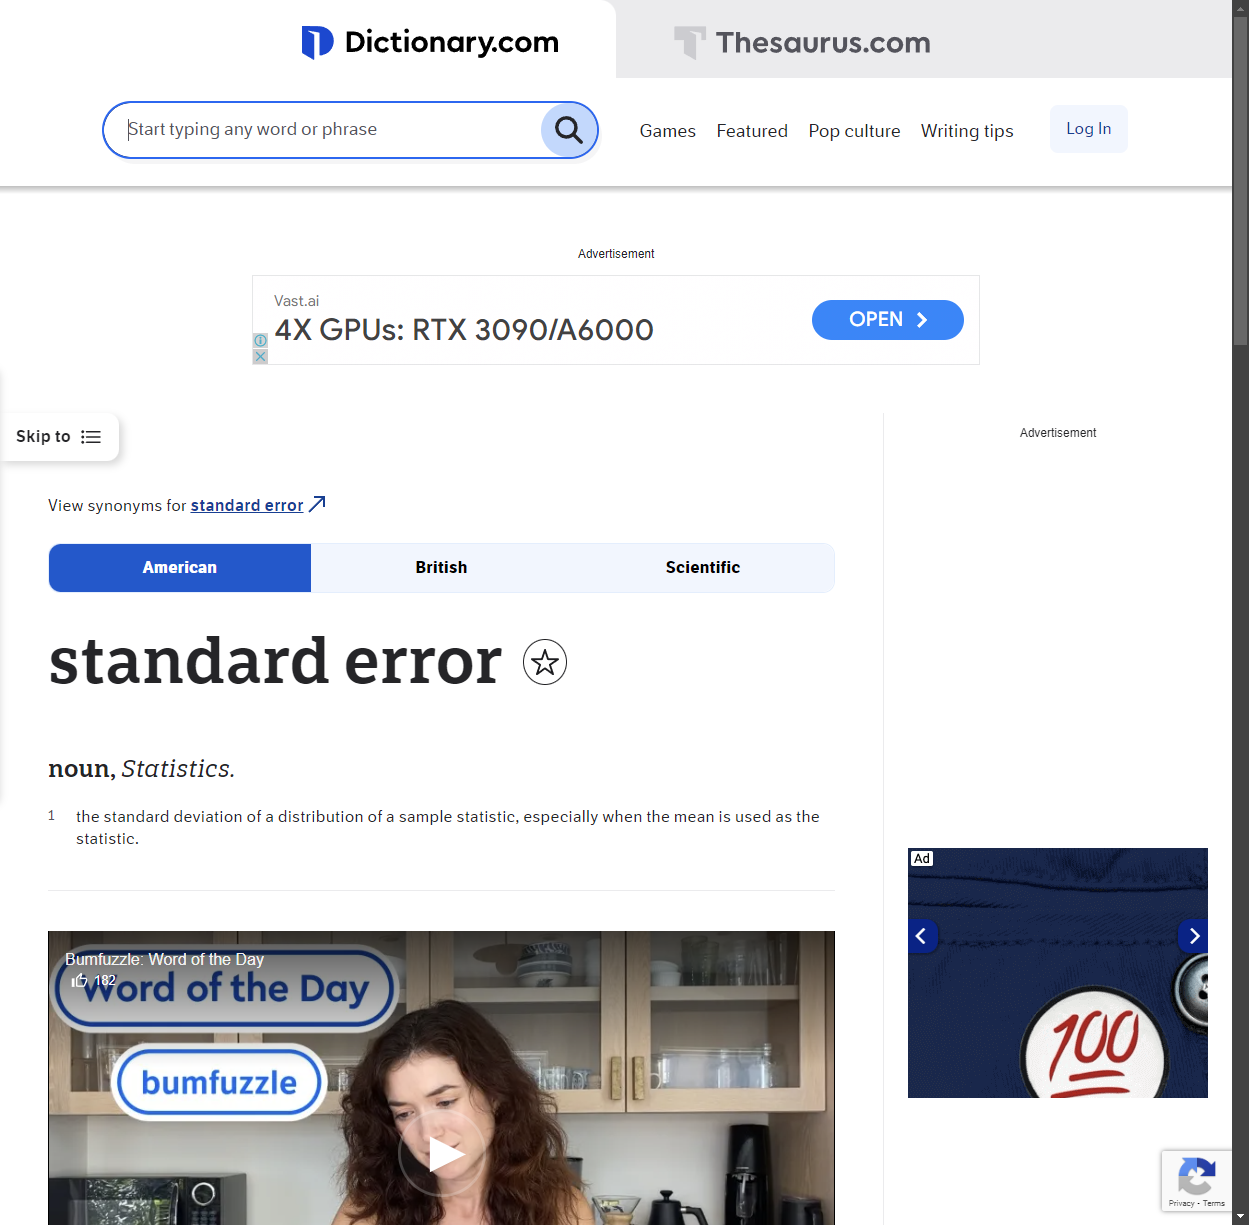 Dictionary.com
Thesaurus.com
Start typing any word or phrase
Games
Featured
Pop culture
Writing tips
Log In
Advertisement
Vast.ai
4X GPUs: RTX 3090/A6000
OPEN
Skip to
Advertisement
View synonyms for standard error
American
British
Scientific
standard error
noun, Statistics.
1 the standard deviation of a distribution of a sample statistic, especially when the mean is used as the
statistic.
Ad
Bumfuzzle: Word of the Day
182
Word of the Day
bumfuzzle
100
Privacy - Terms